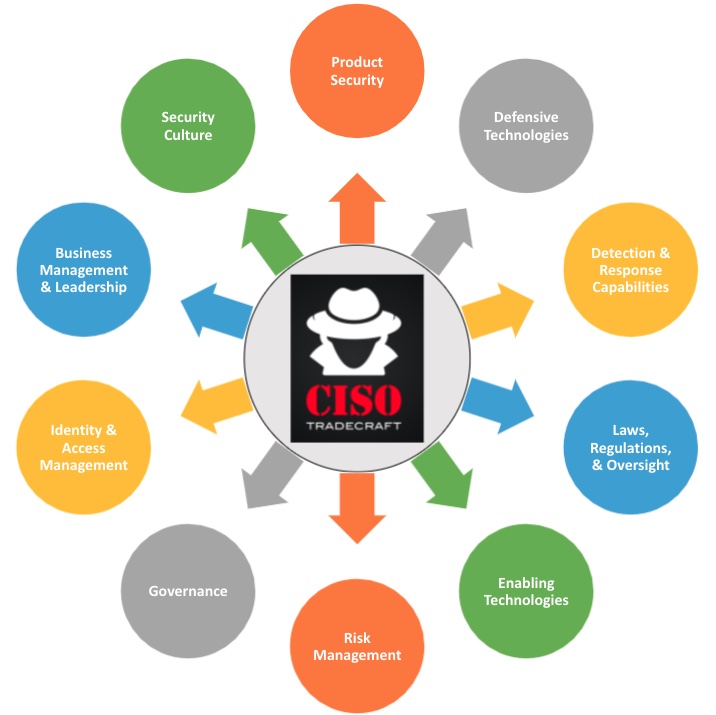 Product
Security
Defensive
Technologies
Detection &
Response
Capabilities
Laws,
Regulations,
& Oversight
Enabling
Technologies
Risk
Management
Governance
Identity &
Access
Management
Business
Management
& Leadership
Security
Culture
CISO
TRADECRAFT